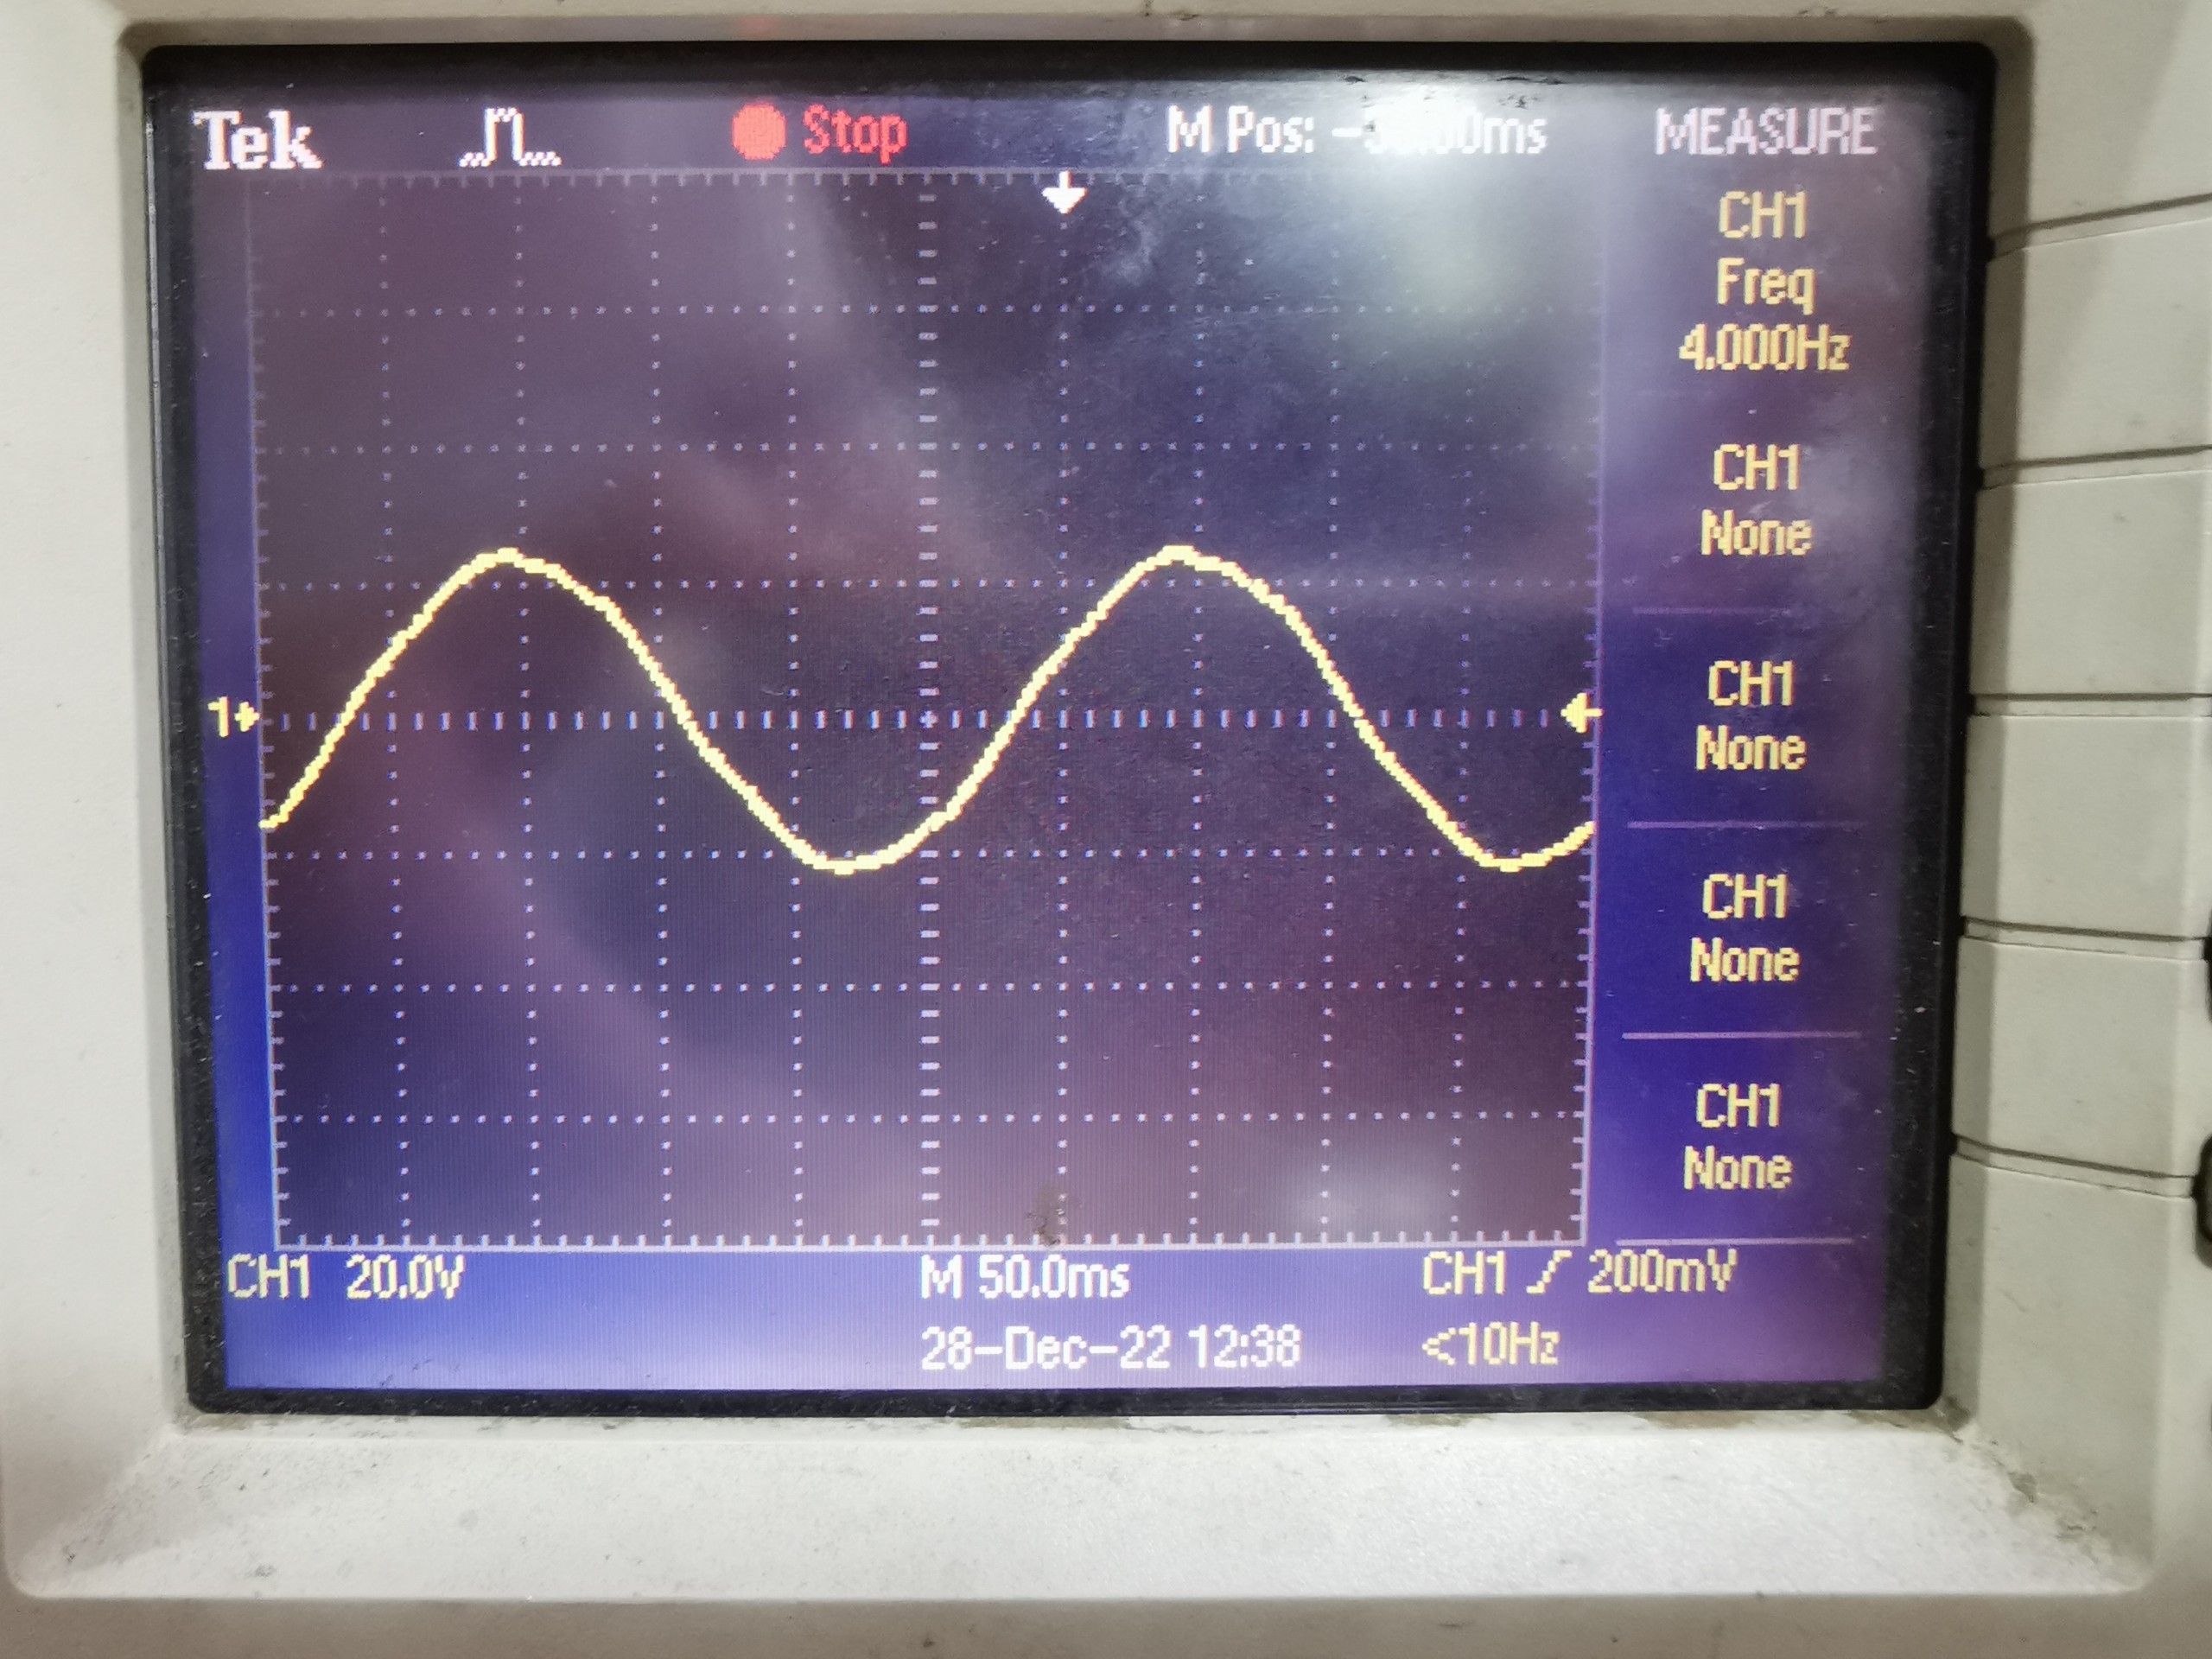 Tek Stop M Pos: MEASURE
CH1
Freq
4.000Hz
CH1
None
1
CH1
None
CH1
None
CH1
None
CH1 20.0V M 50.0ms CH1 200mV
28-Dec-22 12:38 <10Hz